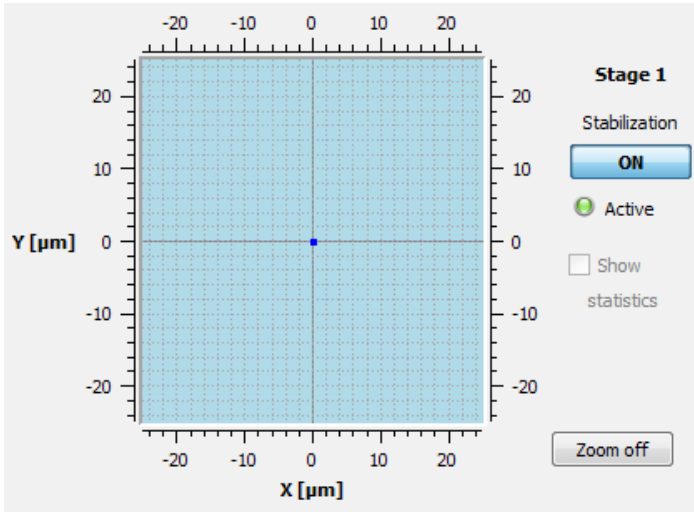 -20 -10 0 10 20
Stage 1
20 20
Stabilization
10 ON 10
Active
Y [µm] 0 0
Show
statistics
-10 -10
-20 -20
Zoom off
-20 -10 0 10 20
X [µm]